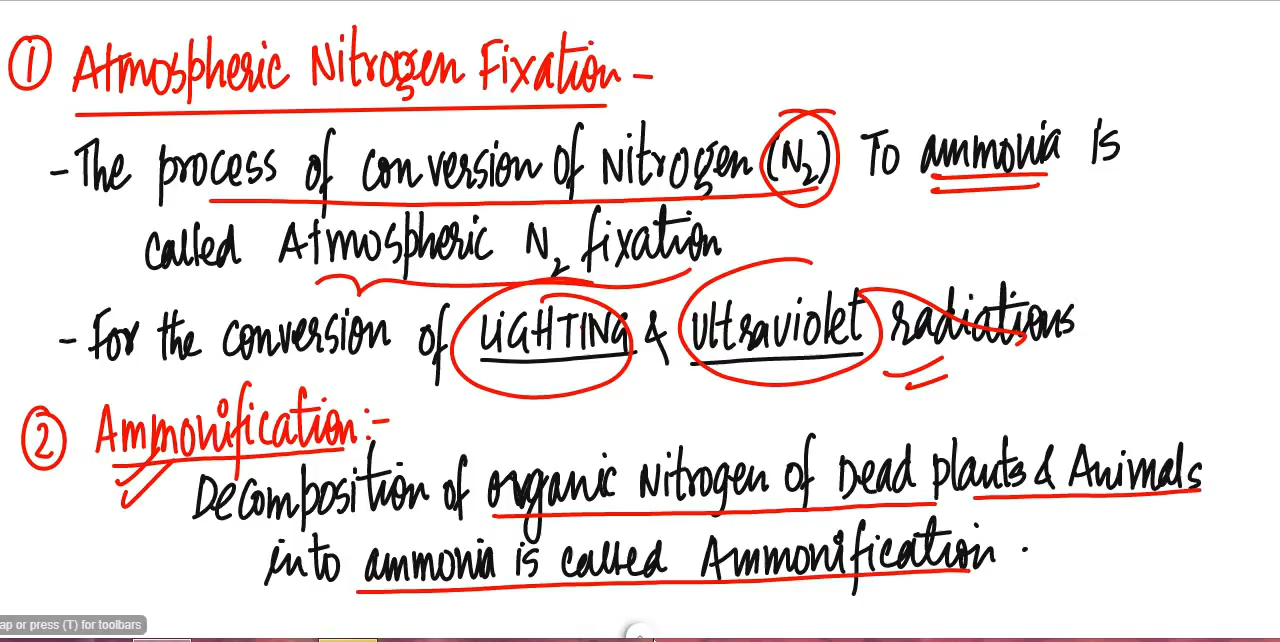 ① Atmospheric Nitrogen Fixation -
- The process of conversion of Nitrogen (N₂) To ammonia is
called Atmospheric N₂ fixation
- For the conversion of LiGHTING & Ultraviolet radiations
② Ammonification :-
Decomposition of organic Nitrogen of Dead plants & Animals
into ammonia is called Ammonification .
ap or press (T) for toolbars